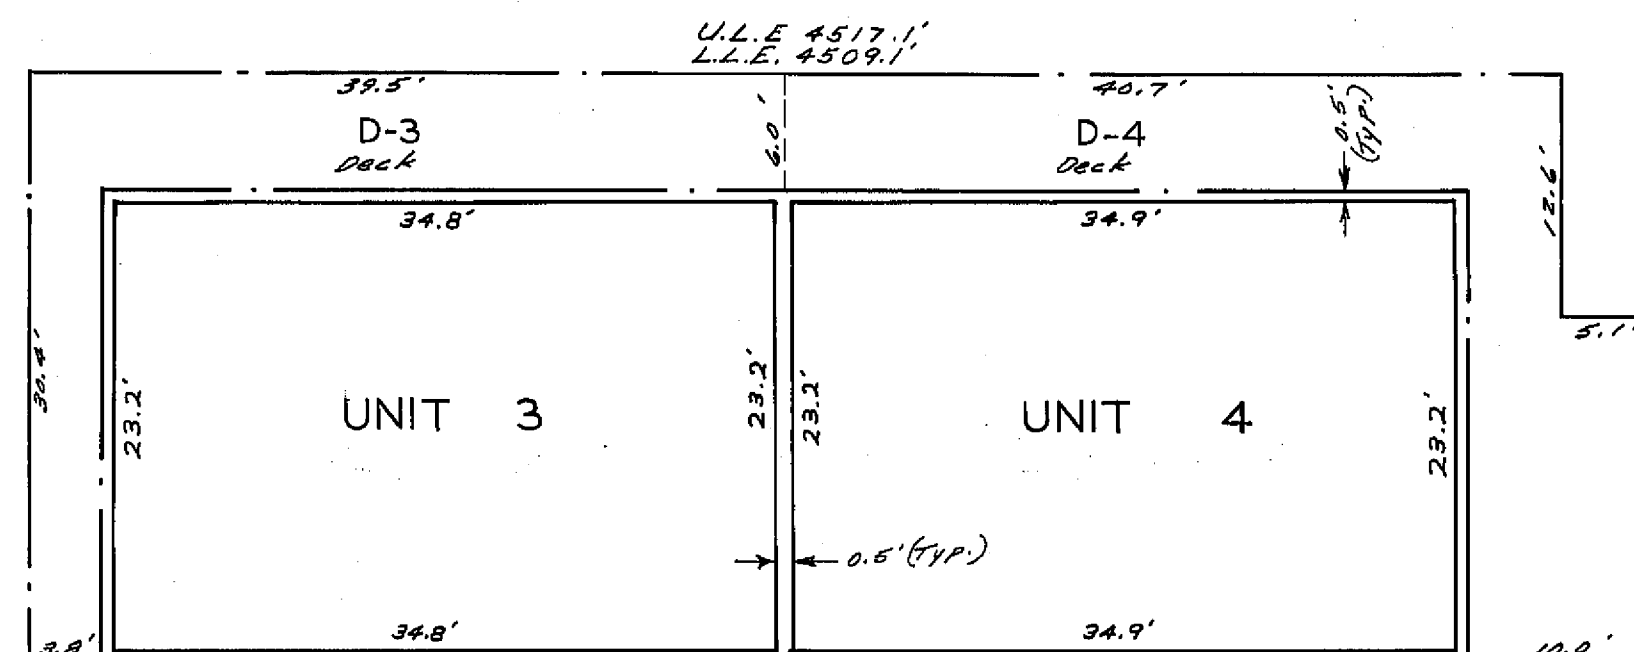 U.L.E 4517.1'
L.L.E. 4509.1'
39.5'
40.7'
D-3
Deck
6.0'
D-4
Deck
0.5'
(Typ.)
12.6'
34.8'
34.9'
5.1'
30.4'
23.2'
UNIT 3
23.2'
23.2'
UNIT 4
23.2'
0.5' (Typ.)
34.8'
34.9'